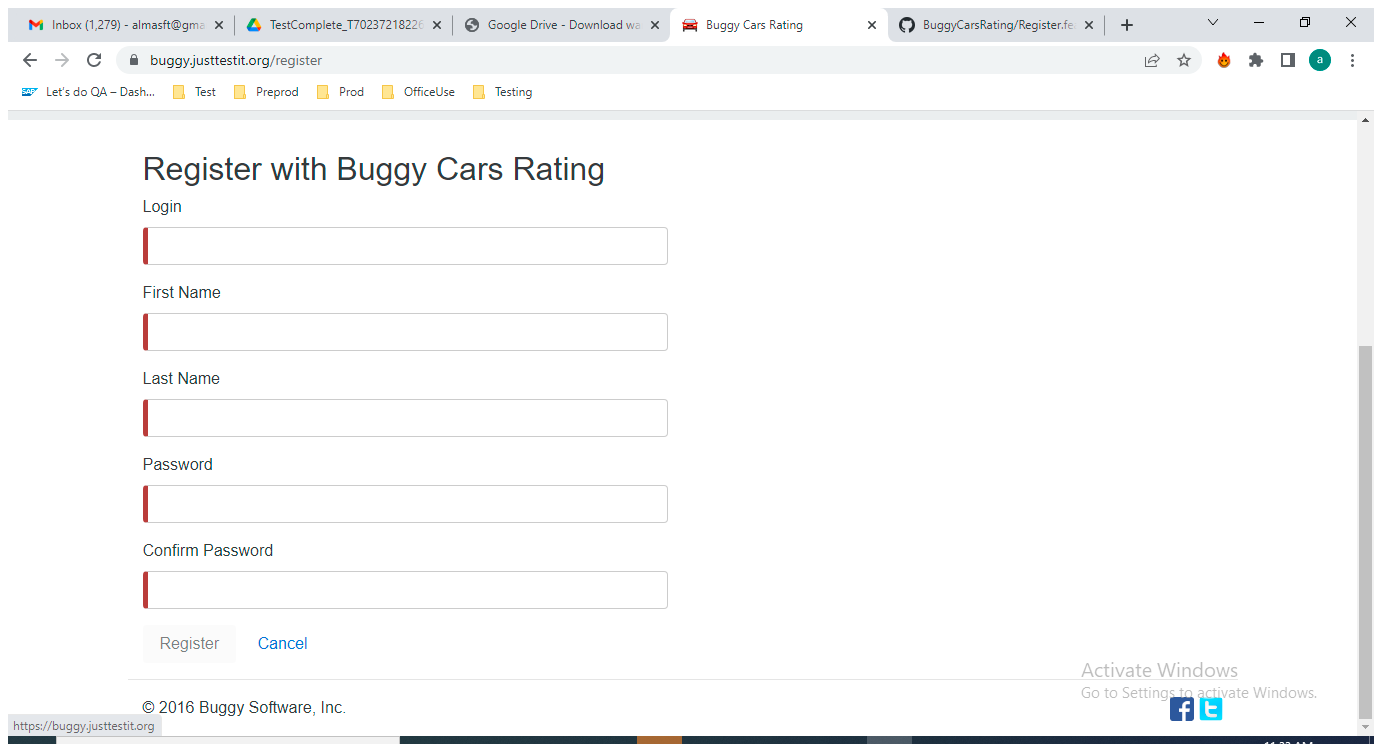 Inbox (1,279) - almasft@gma
TestComplete_T70237218226
Google Drive - Download wa
Buggy Cars Rating
BuggyCarsRating/Register.fe
buggy.justtestit.org/register
a
SAP
Let's do QA – Dash...
Test
Preprod
Prod
OfficeUse
Testing
Register with Buggy Cars Rating
Login
First Name
Last Name
Password
Confirm Password
Register
Cancel
Activate Windows
Go to Settings to activate Windows.
© 2016 Buggy Software, Inc.
https://buggy.justtestit.org